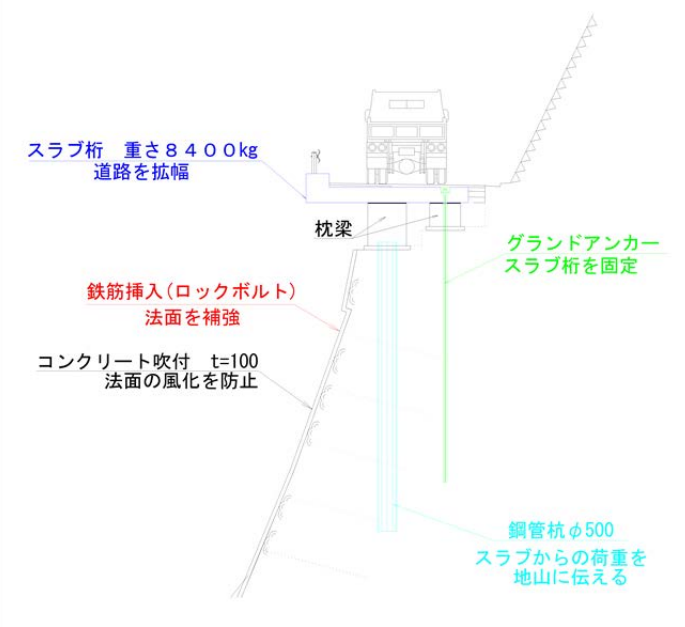 スラブ桁　重さ８４００kg
道路を拡幅
枕梁
グランドアンカー
スラブ桁を固定
鉄筋挿入(ロックボルト)
法面を補強
コンクリート吹付　t=100
法面の風化を防止
鋼管杭φ500
スラブからの荷重を
地山に伝える